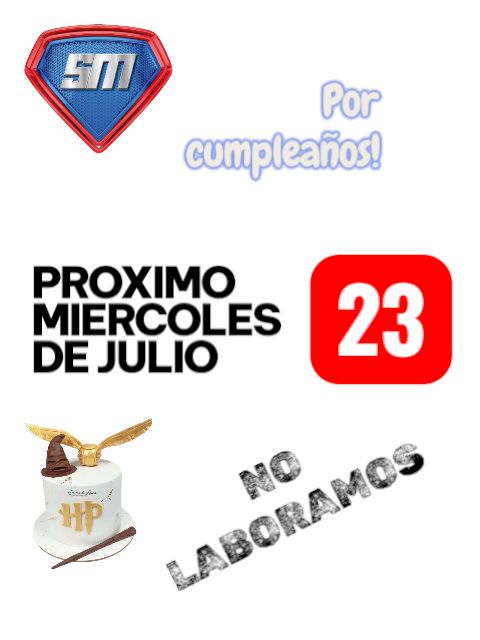 SM
Por
cumpleaños!
PROXIMO
MIERCOLES
DE JULIO
23
HP
NO
LABORAMOS